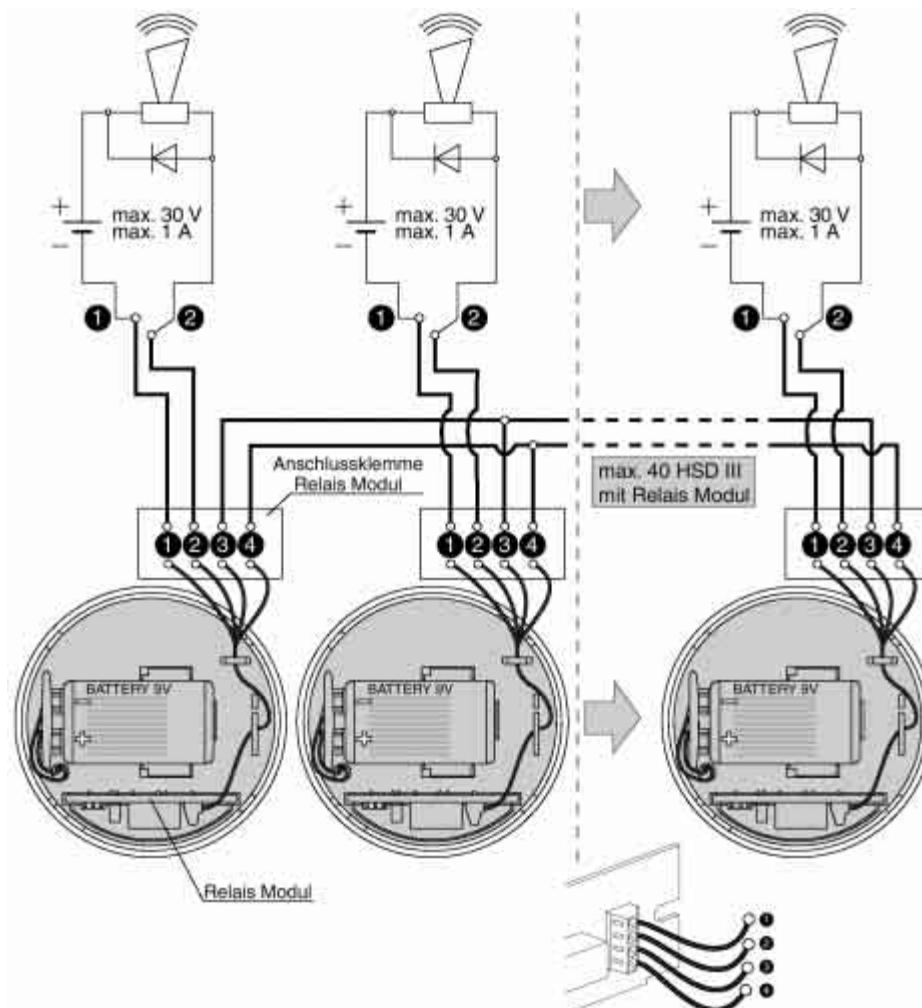 + max. 30 V
− max. 1 A
+ max. 30 V
− max. 1 A
+ max. 30 V
− max. 1 A
1 2
1 2
1 2
Anschlussklemme
Relais Modul
max. 40 HSD III
mit Relais Modul
1 2 3 4
1 2 3 4
1 2 3 4
BATTERY 9V
− +
BATTERY 9V
− +
BATTERY 9V
− +
Relais Modul
1
2
3
4